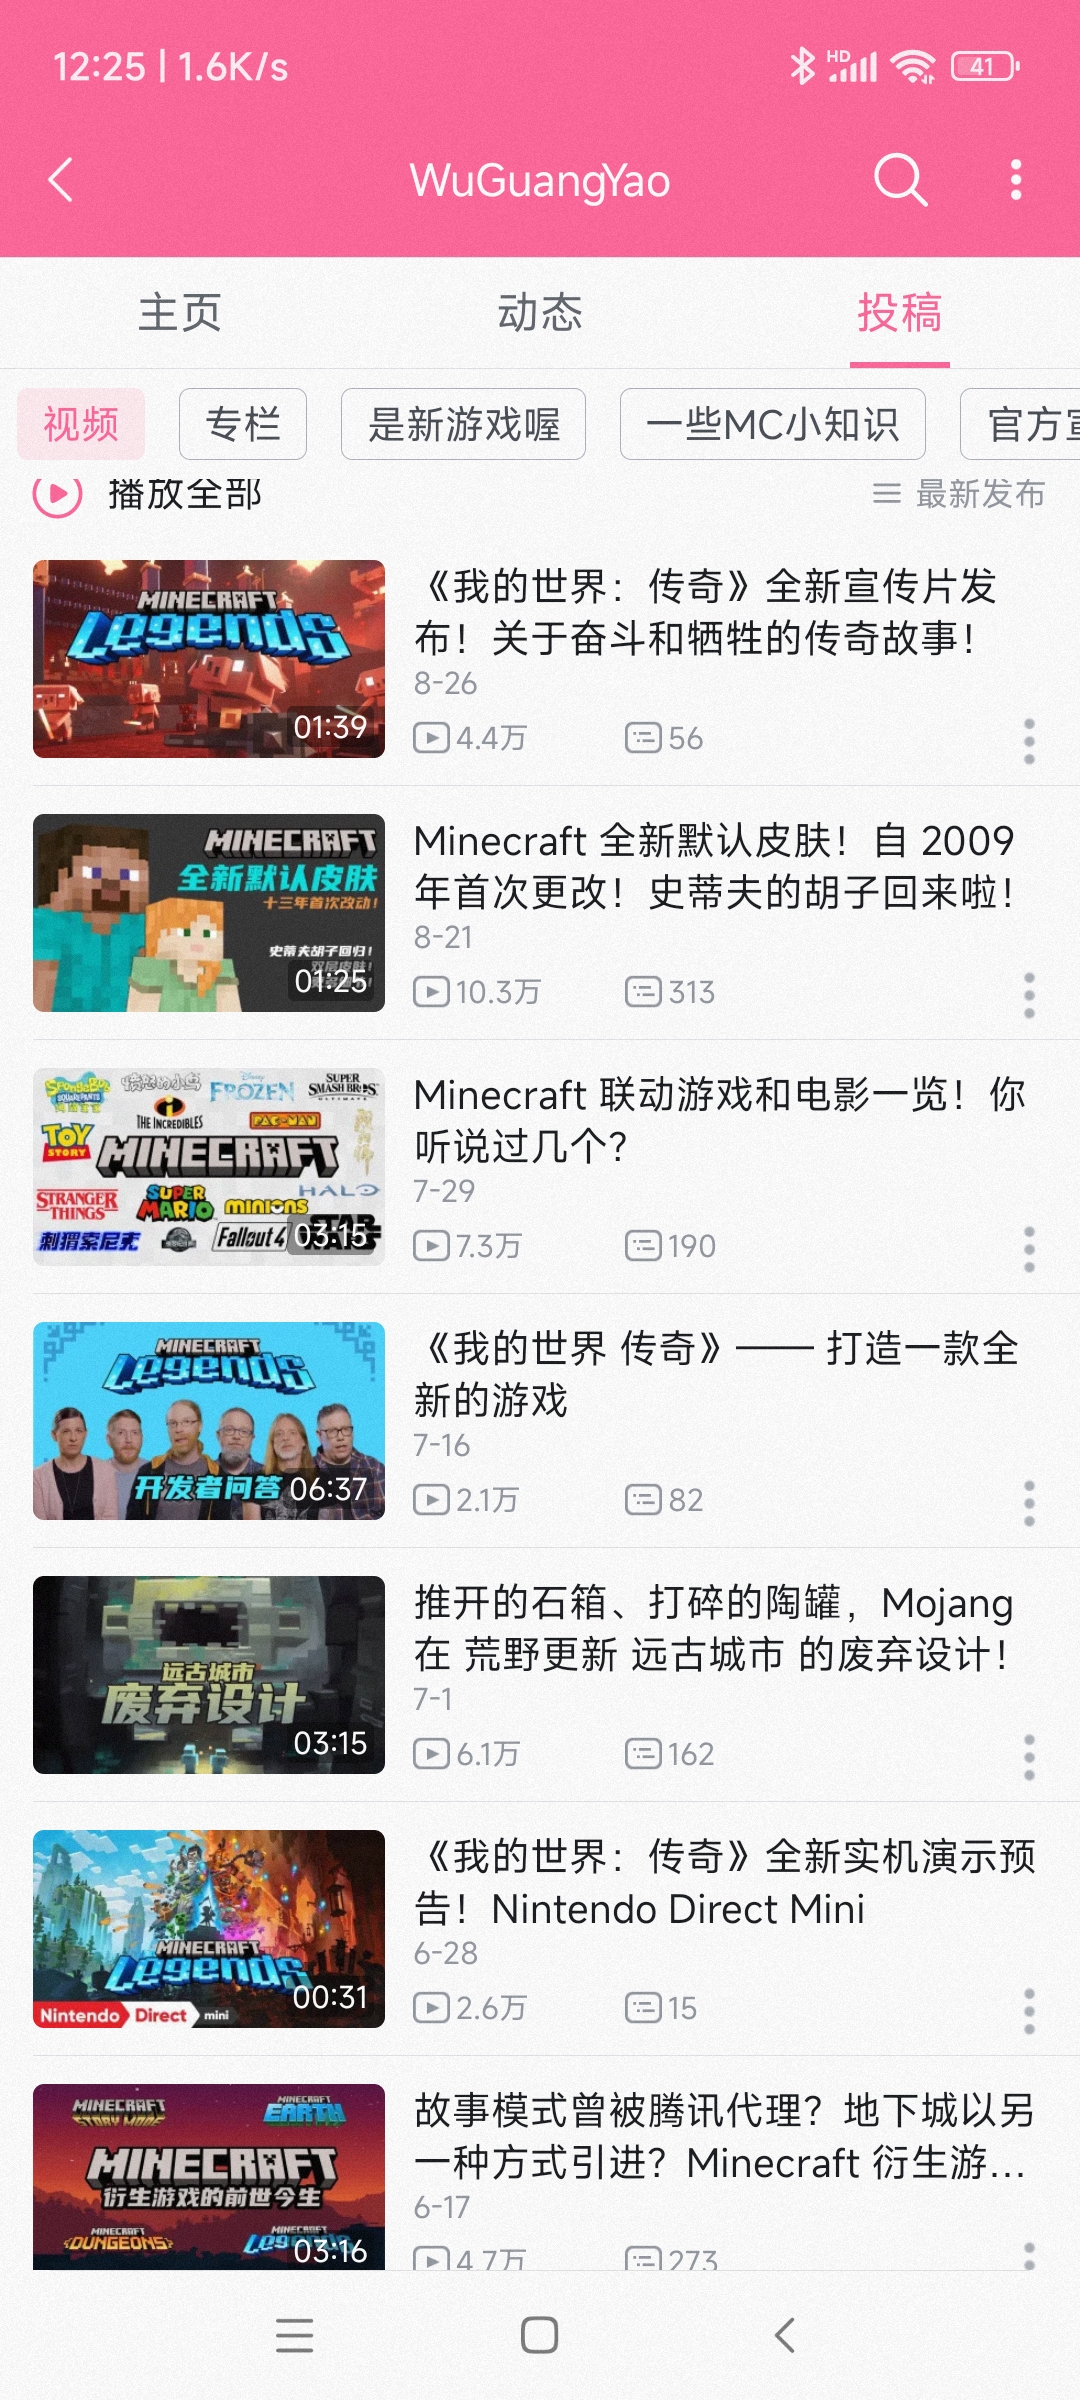 12:25 | 1.6K/s
HD
41
WuGuangYao
主页
动态
投稿
视频
专栏
是新游戏喔
一些MC小知识
官方宣
播放全部
最新发布
MINECRAFT
Legends
01:39
《我的世界：传奇》全新宣传片发
布！关于奋斗和牺牲的传奇故事！
8-26
4.4万
56
MINECRAFT
全新默认皮肤
十三年首次改动！
史蒂夫胡子回归！
01:25
Minecraft 全新默认皮肤！自 2009
年首次更改！史蒂夫的胡子回来啦！
8-21
10.3万
313
SpongeBob
SQUAREPANTS
愤怒的小鸟
Disney
FROZEN
SUPER
SMASH BROS.
ULTIMATE
THE INCREDIBLES
PAC-MAN
TOY
STORY
MINECRAFT
STRANGER
THINGS
SUPER
MARIO
MINIONS
HALO
刺猬索尼克
Fallout 4
STAR
WARS
03:15
Minecraft 联动游戏和电影一览！你
听说过几个？
7-29
7.3万
190
MINECRAFT
Legends
开发者问答
06:37
《我的世界 传奇》—— 打造一款全
新的游戏
7-16
2.1万
82
远古城市
废弃设计
03:15
推开的石箱、打碎的陶罐，Mojang
在 荒野更新 远古城市 的废弃设计！
7-1
6.1万
162
MINECRAFT
Legends
Nintendo Direct mini
00:31
《我的世界：传奇》全新实机演示预
告！Nintendo Direct Mini
6-28
2.6万
15
MINECRAFT
STORY MODE
MINECRAFT
EARTH
MINECRAFT
衍生游戏的前世今生
MINECRAFT
DUNGEONS
MINECRAFT
Legends
03:16
故事模式曾被腾讯代理？地下城以另
一种方式引进？Minecraft 衍生游...
6-17
4.7万
273